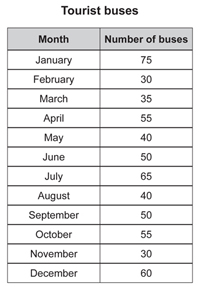 Tourist buses
Month Number of buses
January 75
February 30
March 35
April 55
May 40
June 50
July 65
August 40
September 50
October 55
November 30
December 60